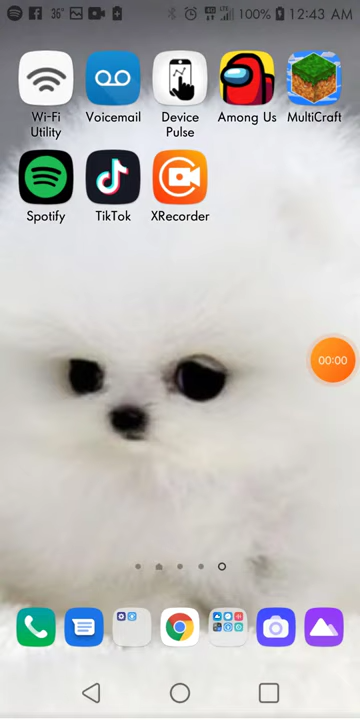 36° 100% 12:43 AM
Wi-Fi Utility
Voicemail
Device Pulse
Among Us
MultiCraft
Spotify
TikTok
XRecorder
00:00